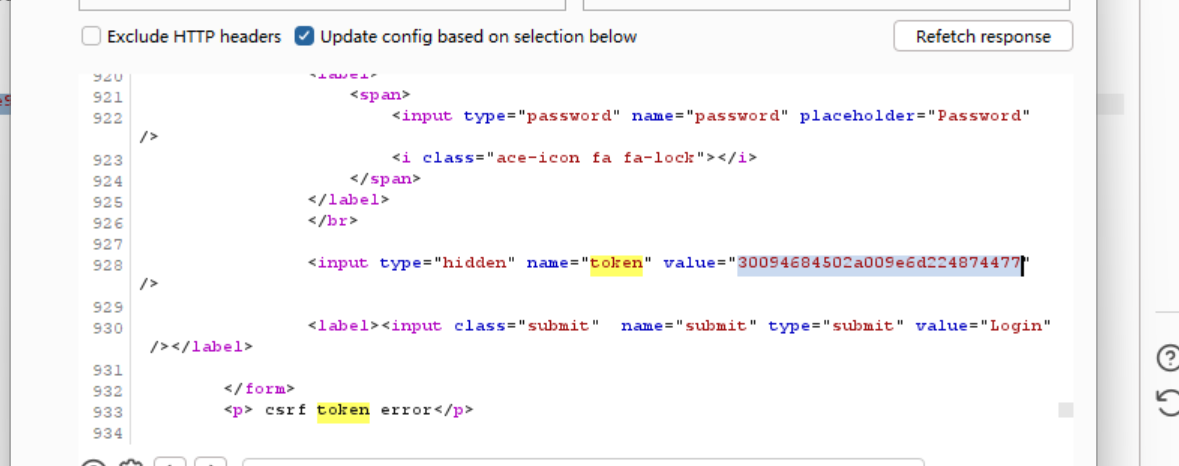 Exclude HTTP headers Update config based on selection below Refetch response
920 <label>
921 <span>
922 <input type="password" name="password" placeholder="Password"
/>
923 <i class="ace-icon fa fa-lock"></i>
924 </span>
925 </label>
926 </br>
927
928 <input type="hidden" name="token" value="30094684502a009e6d224874477"
/>
929
930 <label><input class="submit" name="submit" type="submit" value="Login"
/></label>
931
932 </form>
933 <p> csrf token error</p>
934